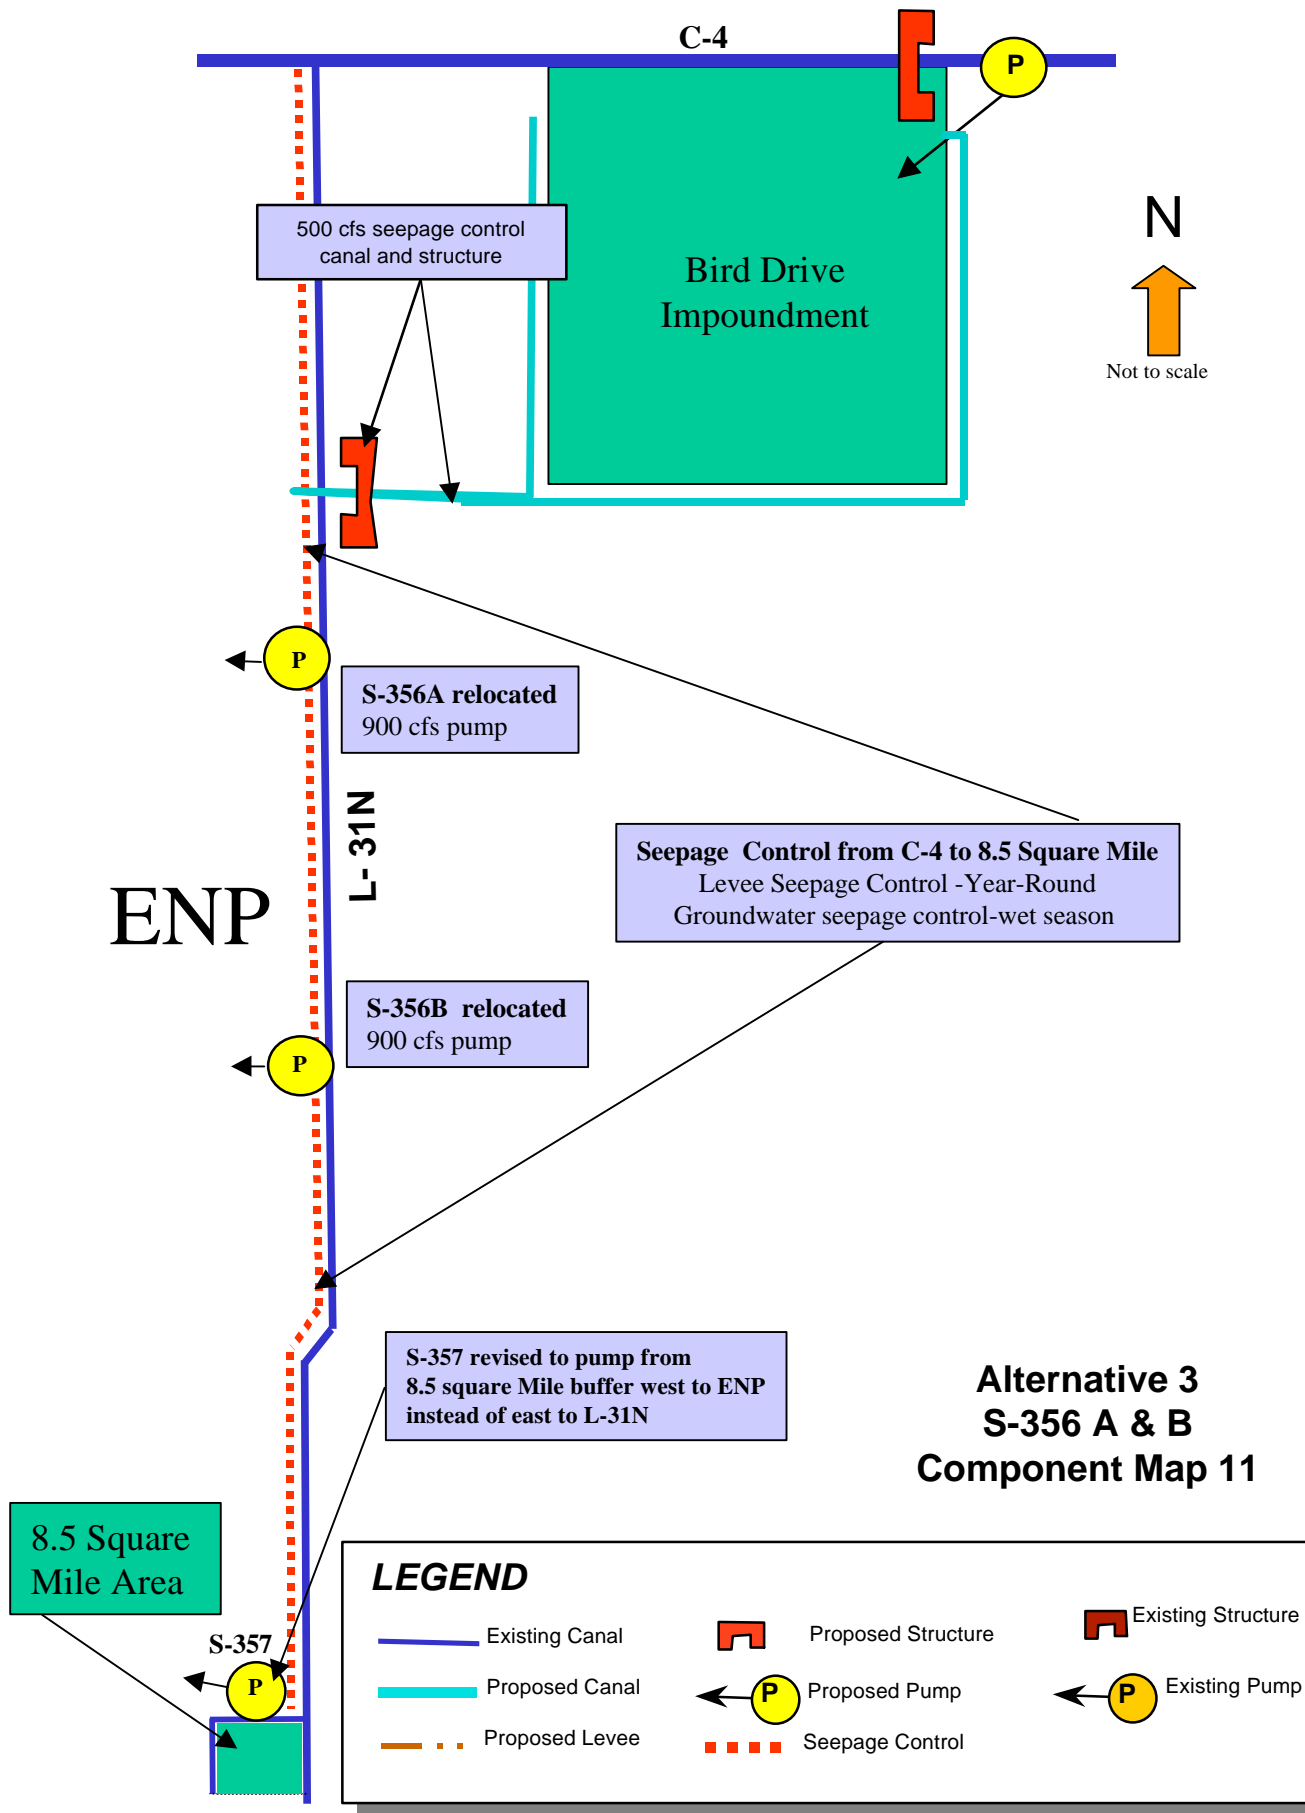 C-4
P
500 cfs seepage control
canal and structure
Bird Drive
Impoundment
N
Not to scale
P
S-356A relocated
900 cfs pump
L- 31N
Seepage Control from C-4 to 8.5 Square Mile
Levee Seepage Control -Year-Round
Groundwater seepage control-wet season
ENP
S-356B relocated
900 cfs pump
P
S-357 revised to pump from
8.5 square Mile buffer west to ENP
instead of east to L-31N
Alternative 3
S-356 A & B
Component Map 11
8.5 Square
Mile Area
S-357
P
LEGEND
Existing Canal
Proposed Structure
Existing Structure
Proposed Canal
P
Proposed Pump
P
Existing Pump
Proposed Levee
Seepage Control